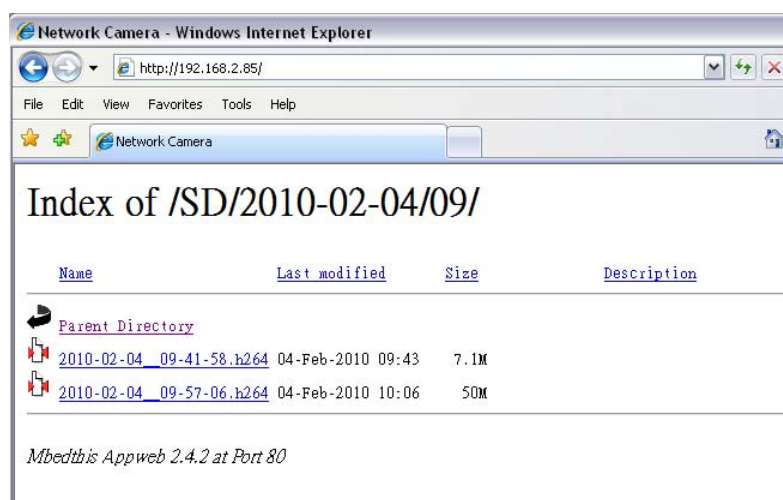 Network Camera - Windows Internet Explorer
http://192.168.2.85/
File Edit View Favorites Tools Help
Network Camera
Index of /SD/2010-02-04/09/
Name Last modified Size Description
Parent Directory
2010-02-04__09-41-58.h264 04-Feb-2010 09:43 7.1M
2010-02-04__09-57-06.h264 04-Feb-2010 10:06 50M
Mbedthis Appweb 2.4.2 at Port 80